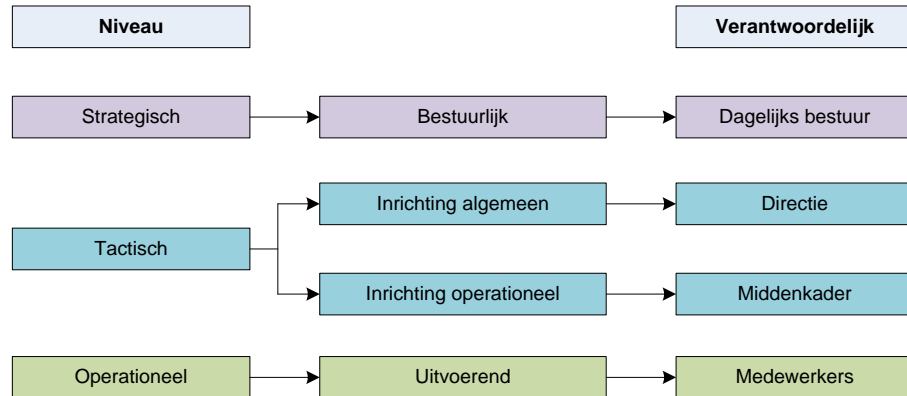 Niveau
Verantwoordelijk
Strategisch
Bestuurlijk
Dagelijks bestuur
Tactisch
Inrichting algemeen
Directie
Inrichting operationeel
Middenkader
Operationeel
Uitvoerend
Medewerkers